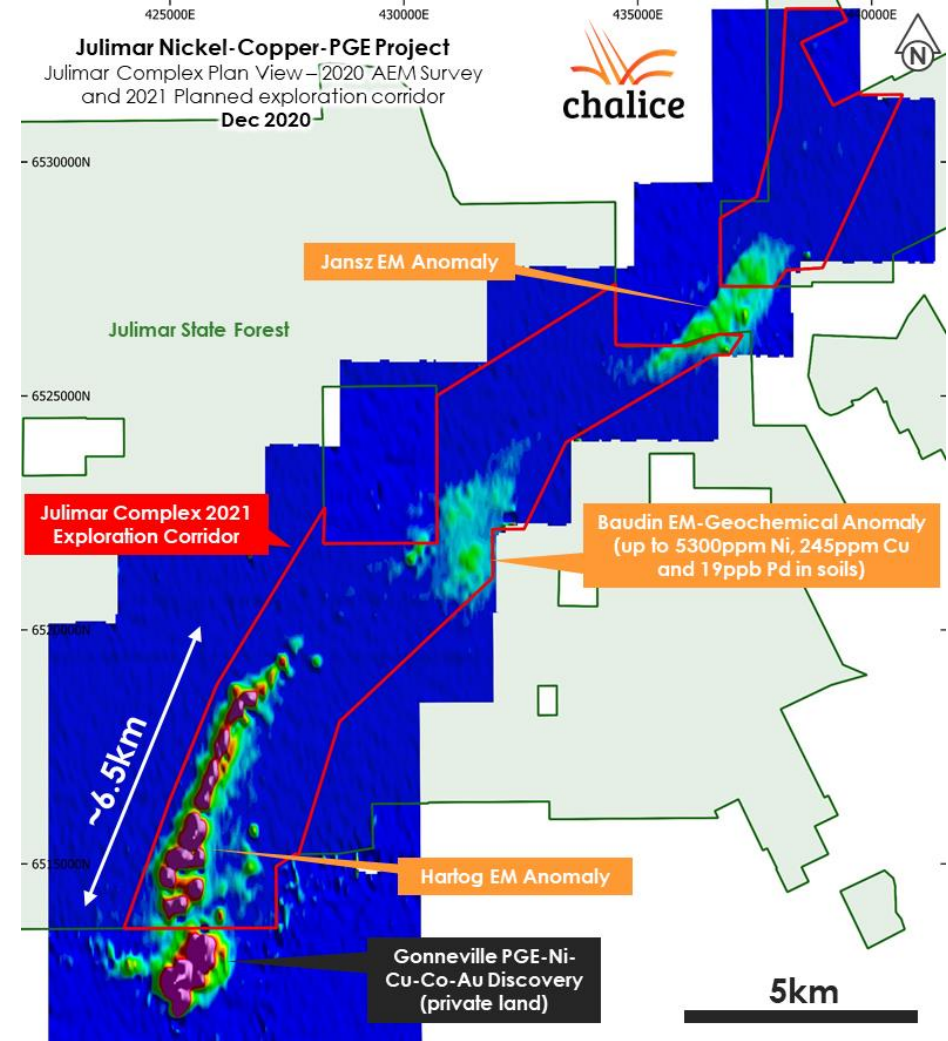 425000E
430000E
435000E
40000E
Julimar Nickel-Copper-PGE Project
Julimar Complex Plan View – 2020 AEM Survey
and 2021 Planned exploration corridor
Dec 2020
chalice
N
6530000N
Jansz EM Anomaly
Julimar State Forest
6525000N
Julimar Complex 2021
Exploration Corridor
Baudin EM-Geochemical Anomaly
(up to 5300ppm Ni, 245ppm Cu
and 19ppb Pd in soils)
6520000N
~6.5km
6515000N
Hartog EM Anomaly
Gonneville PGE-Ni-
Cu-Co-Au Discovery
(private land)
5km